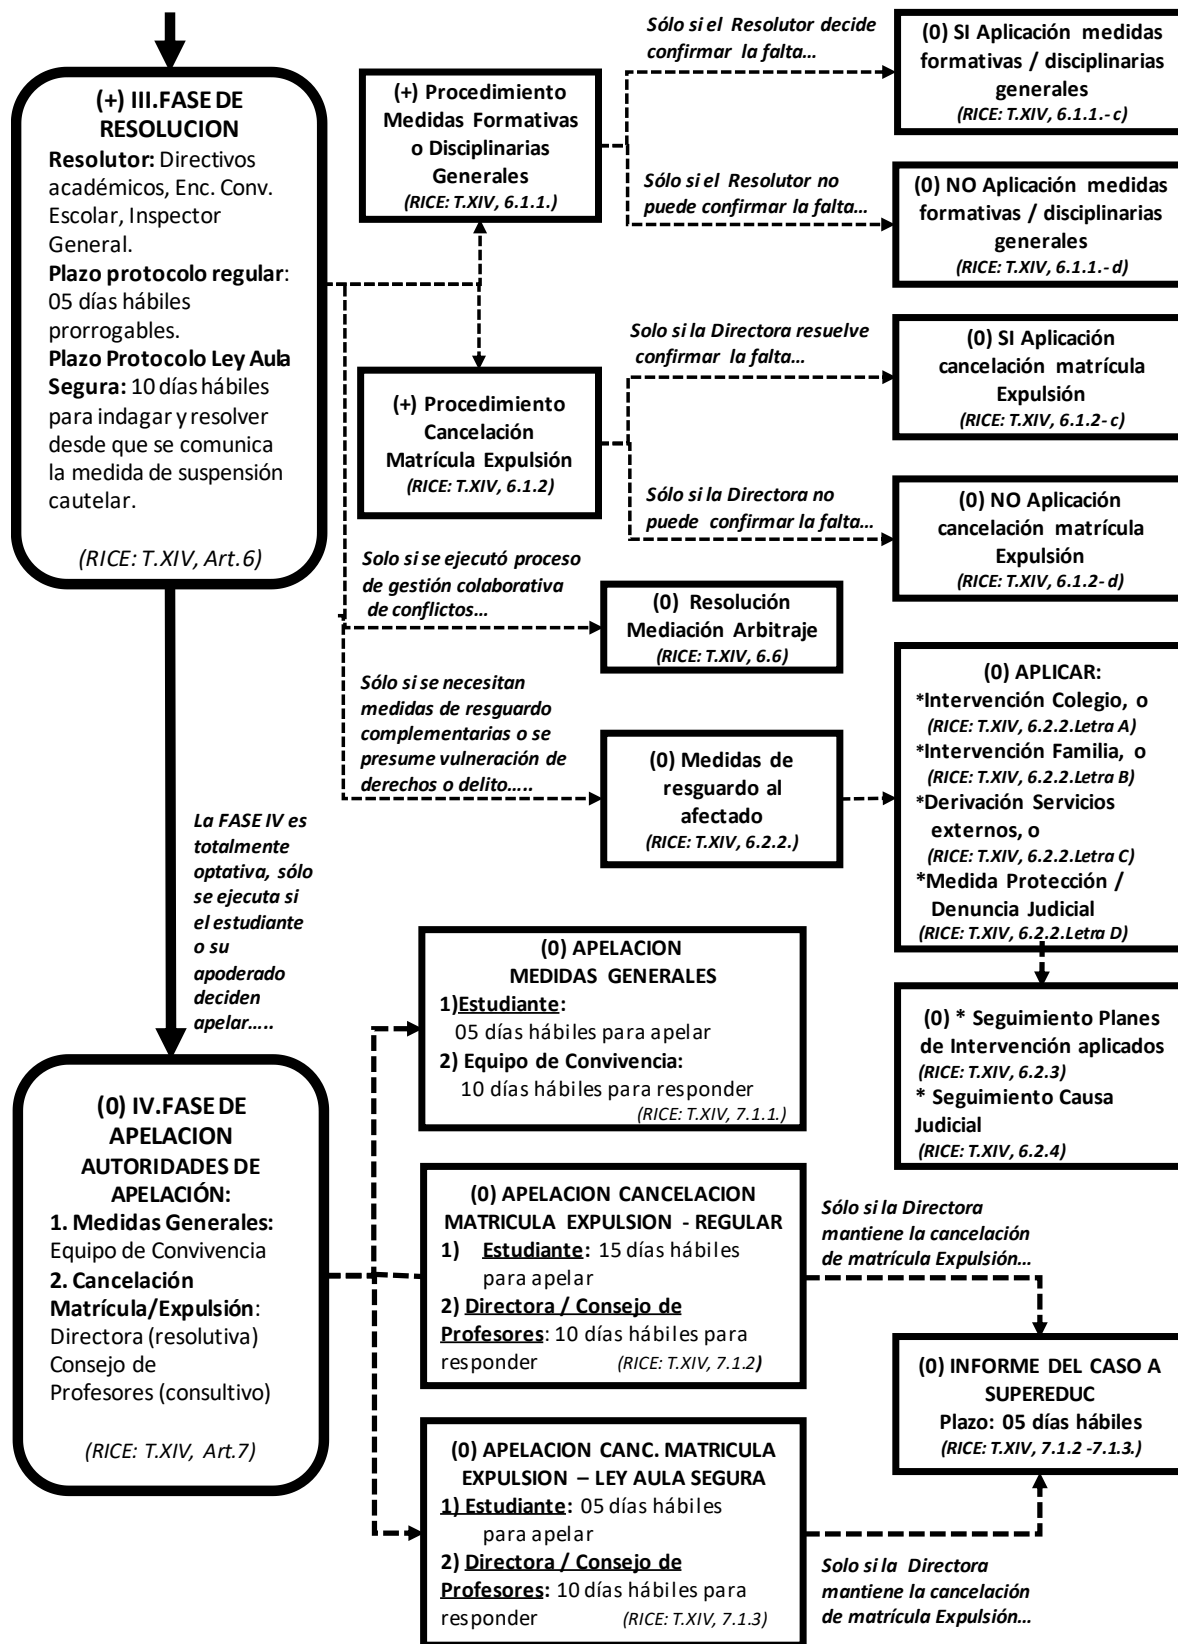 (+) III.FASE DE
RESOLUCION
Resolutor: Directivos
académicos, Enc. Conv.
Escolar, Inspector
General.
Plazo protocolo regular:
05 días hábiles
prorrogables.
Plazo Protocolo Ley Aula
Segura: 10 días hábiles
para indagar y resolver
desde que se comunica
la medida de suspensión
cautelar.
(RICE: T.XIV, Art.6)
(+) Procedimiento
Medidas Formativas
o Disciplinarias
Generales
(RICE: T.XIV, 6.1.1.)
Sólo si el Resolutor decide
confirmar la falta...
(0) SI Aplicación medidas
formativas / disciplinarias
generales
(RICE: T.XIV, 6.1.1.- c)
Sólo si el Resolutor no
puede confirmar la falta...
(0) NO Aplicación medidas
formativas / disciplinarias
generales
(RICE: T.XIV, 6.1.1.- d)
(+) Procedimiento
Cancelación
Matrícula Expulsión
(RICE: T.XIV, 6.1.2)
Solo si la Directora resuelve
confirmar la falta...
(0) SI Aplicación
cancelación matrícula
Expulsión
(RICE: T.XIV, 6.1.2- c)
Sólo si la Directora no
puede confirmar la falta...
(0) NO Aplicación
cancelación matrícula
Expulsión
(RICE: T.XIV, 6.1.2- d)
Solo si se ejecutó proceso
de gestión colaborativa
de conflictos...
(0) Resolución
Mediación Arbitraje
(RICE: T.XIV, 6.6)
Sólo si se necesitan
medidas de resguardo
complementarias o se
presume vulneración de
derechos o delito.....
(0) Medidas de
resguardo al
afectado
(RICE: T.XIV, 6.2.2.)
(0) APLICAR:
*Intervención Colegio, o
(RICE: T.XIV, 6.2.2.Letra A)
*Intervención Familia, o
(RICE: T.XIV, 6.2.2.Letra B)
*Derivación Servicios
externos, o
(RICE: T.XIV, 6.2.2.Letra C)
*Medida Protección /
Denuncia Judicial
(RICE: T.XIV, 6.2.2.Letra D)
(0) * Seguimiento Planes
de Intervención aplicados
(RICE: T.XIV, 6.2.3)
* Seguimiento Causa
Judicial
(RICE: T.XIV, 6.2.4)
La FASE IV es
totalmente
optativa, sólo
se ejecuta si
el estudiante
o su
apoderado
deciden
apelar.....
(0) IV.FASE DE
APELACION
AUTORIDADES DE
APELACIÓN:
1. Medidas Generales:
Equipo de Convivencia
2. Cancelación
Matrícula/Expulsión:
Directora (resolutiva)
Consejo de
Profesores (consultivo)
(RICE: T.XIV, Art.7)
(0) APELACION
MEDIDAS GENERALES
1)Estudiante:
05 días hábiles para apelar
2) Equipo de Convivencia:
10 días hábiles para responder
(RICE: T.XIV, 7.1.1.)
(0) APELACION CANCELACION
MATRICULA EXPULSION - REGULAR
1) Estudiante: 15 días hábiles
para apelar
2) Directora / Consejo de
Profesores: 10 días hábiles para
responder (RICE: T.XIV, 7.1.2)
Sólo si la Directora
mantiene la cancelación
de matrícula Expulsión...
(0) INFORME DEL CASO A
SUPEREDUC
Plazo: 05 días hábiles
(RICE: T.XIV, 7.1.2 -7.1.3.)
(0) APELACION CANC. MATRICULA
EXPULSION – LEY AULA SEGURA
1) Estudiante: 05 días hábiles
para apelar
2) Directora / Consejo de
Profesores: 10 días hábiles para
responder (RICE: T.XIV, 7.1.3)
Solo si la Directora
mantiene la cancelación
de matrícula Expulsión...